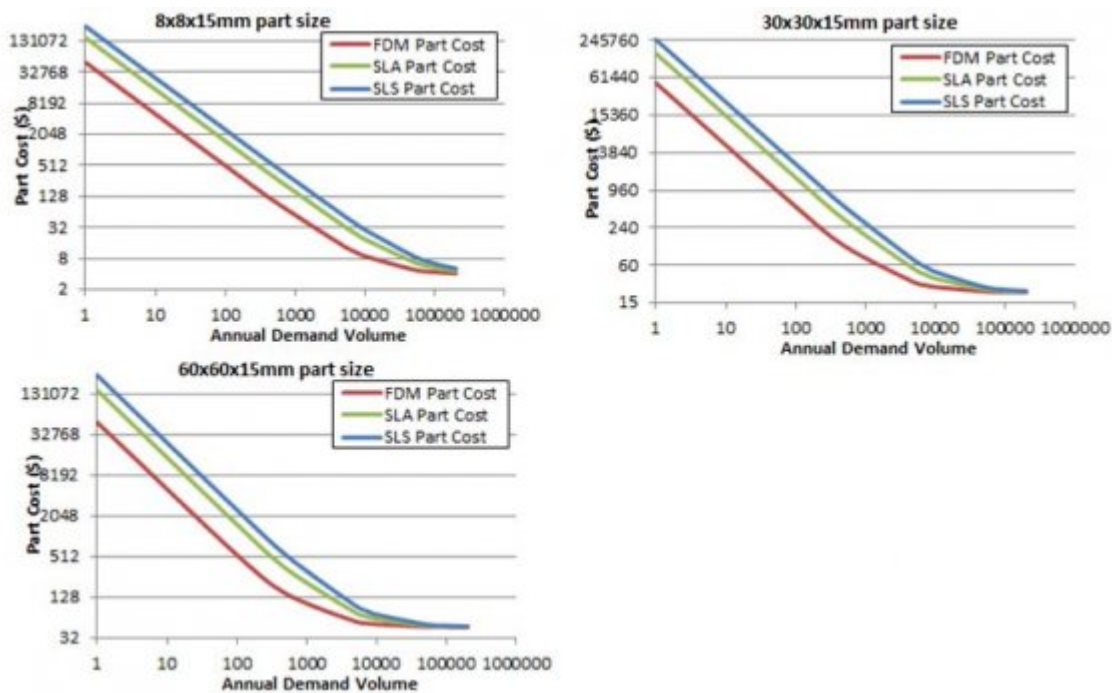 8x8x15mm part size
Part Cost ($)
131072
32768
8192
2048
512
128
32
8
2
FDM Part Cost
SLA Part Cost
SLS Part Cost
1 10 100 1000 10000 100000 1000000
Annual Demand Volume
30x30x15mm part size
Part Cost ($)
245760
61440
15360
3840
960
240
60
15
FDM Part Cost
SLA Part Cost
SLS Part Cost
1 10 100 1000 10000 100000 1000000
Annual Demand Volume
60x60x15mm part size
Part Cost ($)
131072
32768
8192
2048
512
128
32
FDM Part Cost
SLA Part Cost
SLS Part Cost
1 10 100 1000 10000 100000 1000000
Annual Demand Volume